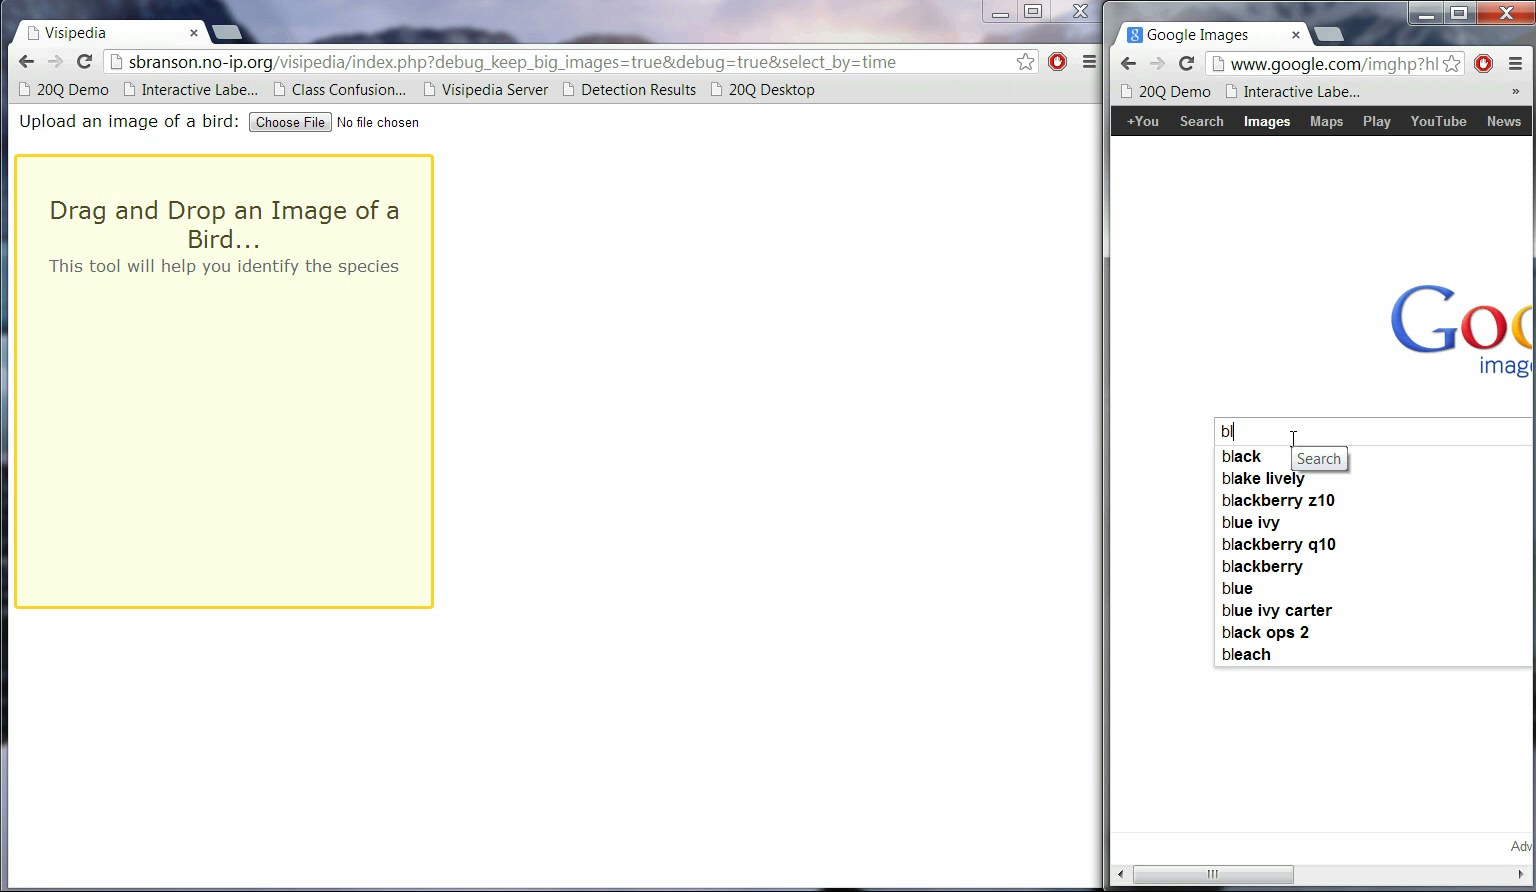 Visipedia
sbranson.no-ip.org/visipedia/index.php?debug_keep_big_images=true&debug=true&select_by=time
20Q Demo Interactive Labe... Class Confusion... Visipedia Server Detection Results 20Q Desktop
Upload an image of a bird: Choose File No file chosen
Drag and Drop an Image of a
Bird...
This tool will help you identify the species
Google Images
www.google.com/imghp?hl
20Q Demo Interactive Labe... »
+You Search Images Maps Play YouTube News
Goo
image
bl
Search
black
blake lively
blackberry z10
blue ivy
blackberry q10
blackberry
blue
blue ivy carter
black ops 2
bleach
Adv